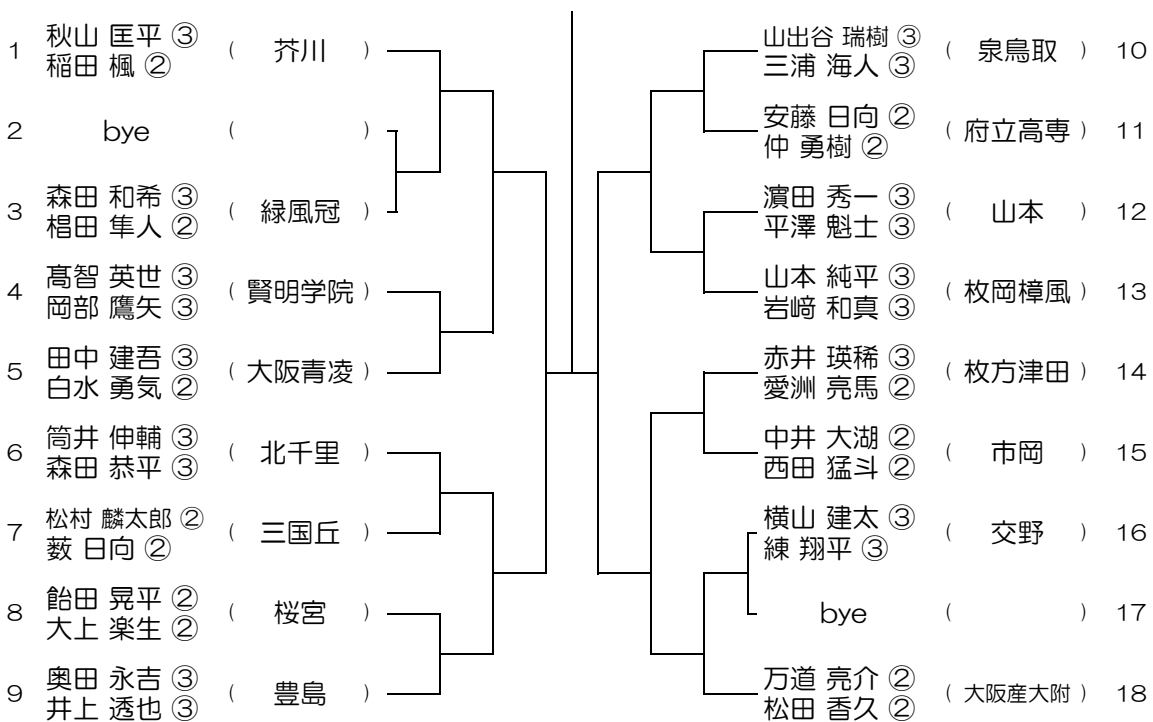 1 秋山 匡平 ③
稲田 楓 ② ( 芥川 )
2 bye ( )
3 森田 和希 ③
椙田 隼人 ② ( 緑風冠 )
4 髙智 英世 ③
岡部 鷹矢 ③ ( 賢明学院 )
5 田中 建吾 ③
白水 勇気 ② ( 大阪青凌 )
6 筒井 伸輔 ③
森田 恭平 ③ ( 北千里 )
7 松村 麟太郎 ②
薮 日向 ② ( 三国丘 )
8 飴田 晃平 ②
大上 楽生 ② ( 桜宮 )
9 奥田 永吉 ③
井上 透也 ③ ( 豊島 )
山出谷 瑞樹 ③
三浦 海人 ③ ( 泉鳥取 ) 10
安藤 日向 ②
仲 勇樹 ② ( 府立高専 ) 11
濵田 秀一 ③
平澤 魁士 ③ ( 山本 ) 12
山本 純平 ③
岩﨑 和真 ③ ( 枚岡樟風 ) 13
赤井 瑛稀 ③
愛洲 亮馬 ② ( 枚方津田 ) 14
中井 大湖 ②
西田 猛斗 ② ( 市岡 ) 15
横山 建太 ③
練 翔平 ③ ( 交野 ) 16
bye ( ) 17
万道 亮介 ②
松田 香久 ② ( 大阪産大附 ) 18